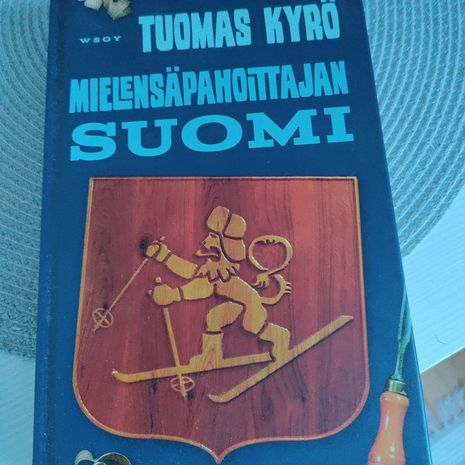 WSOY
TUOMAS KYRÖ
MIELENSÄPAHOITTAJAN
SUOMI